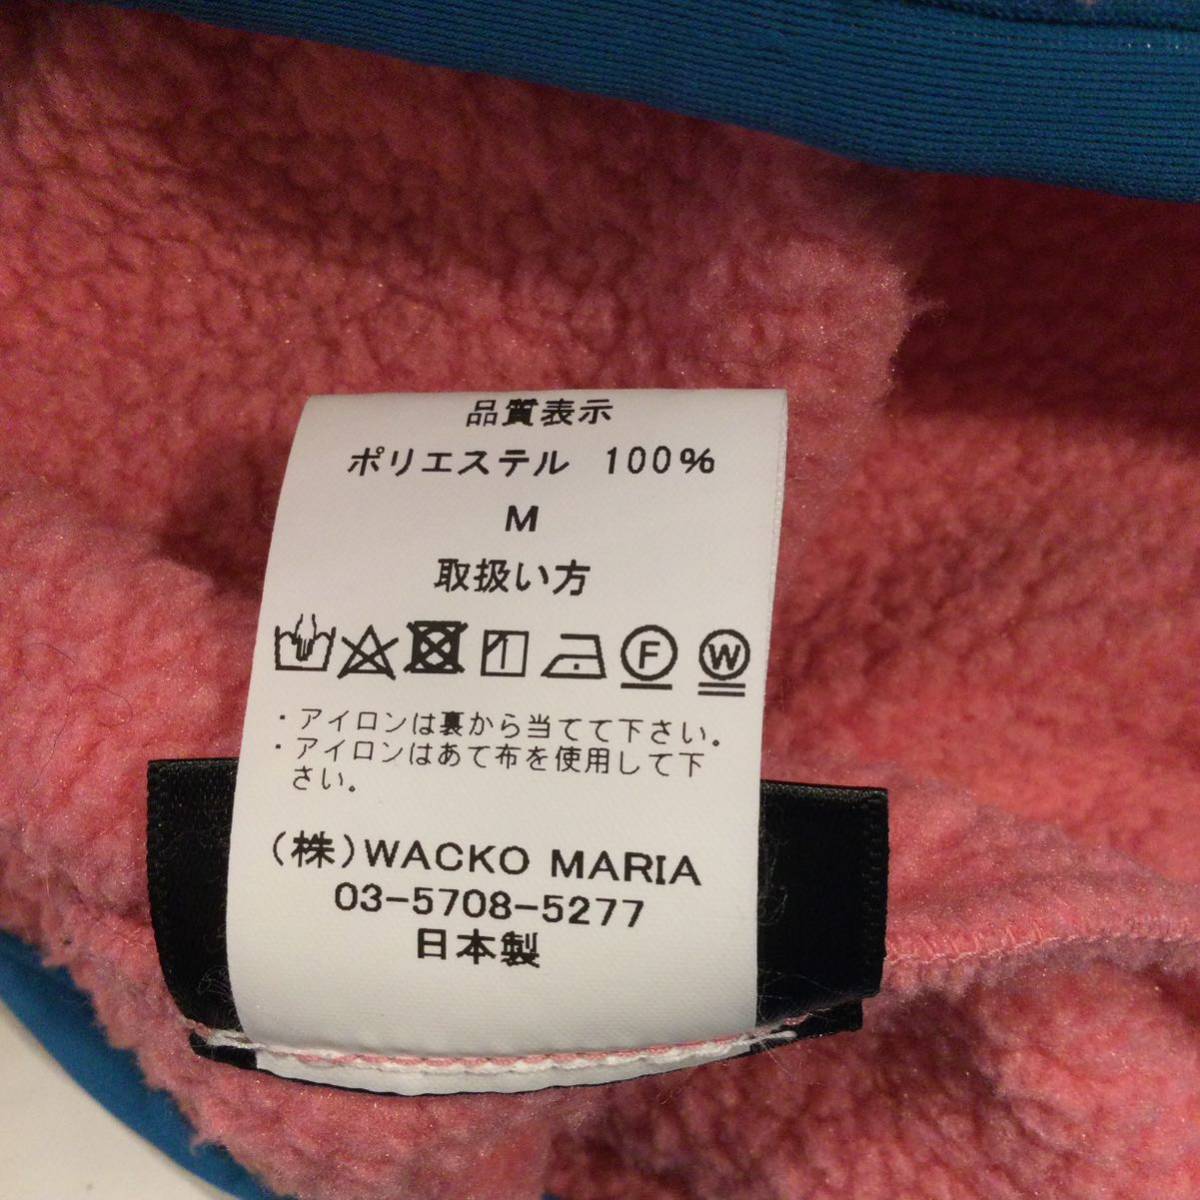 品質表示
ポリエステル 100%
M
取扱い方
F W
・アイロンは裏から当てて下さい。
・アイロンはあて布を使用して下
さい。
(株)WACKO MARIA
03-5708-5277
日本製